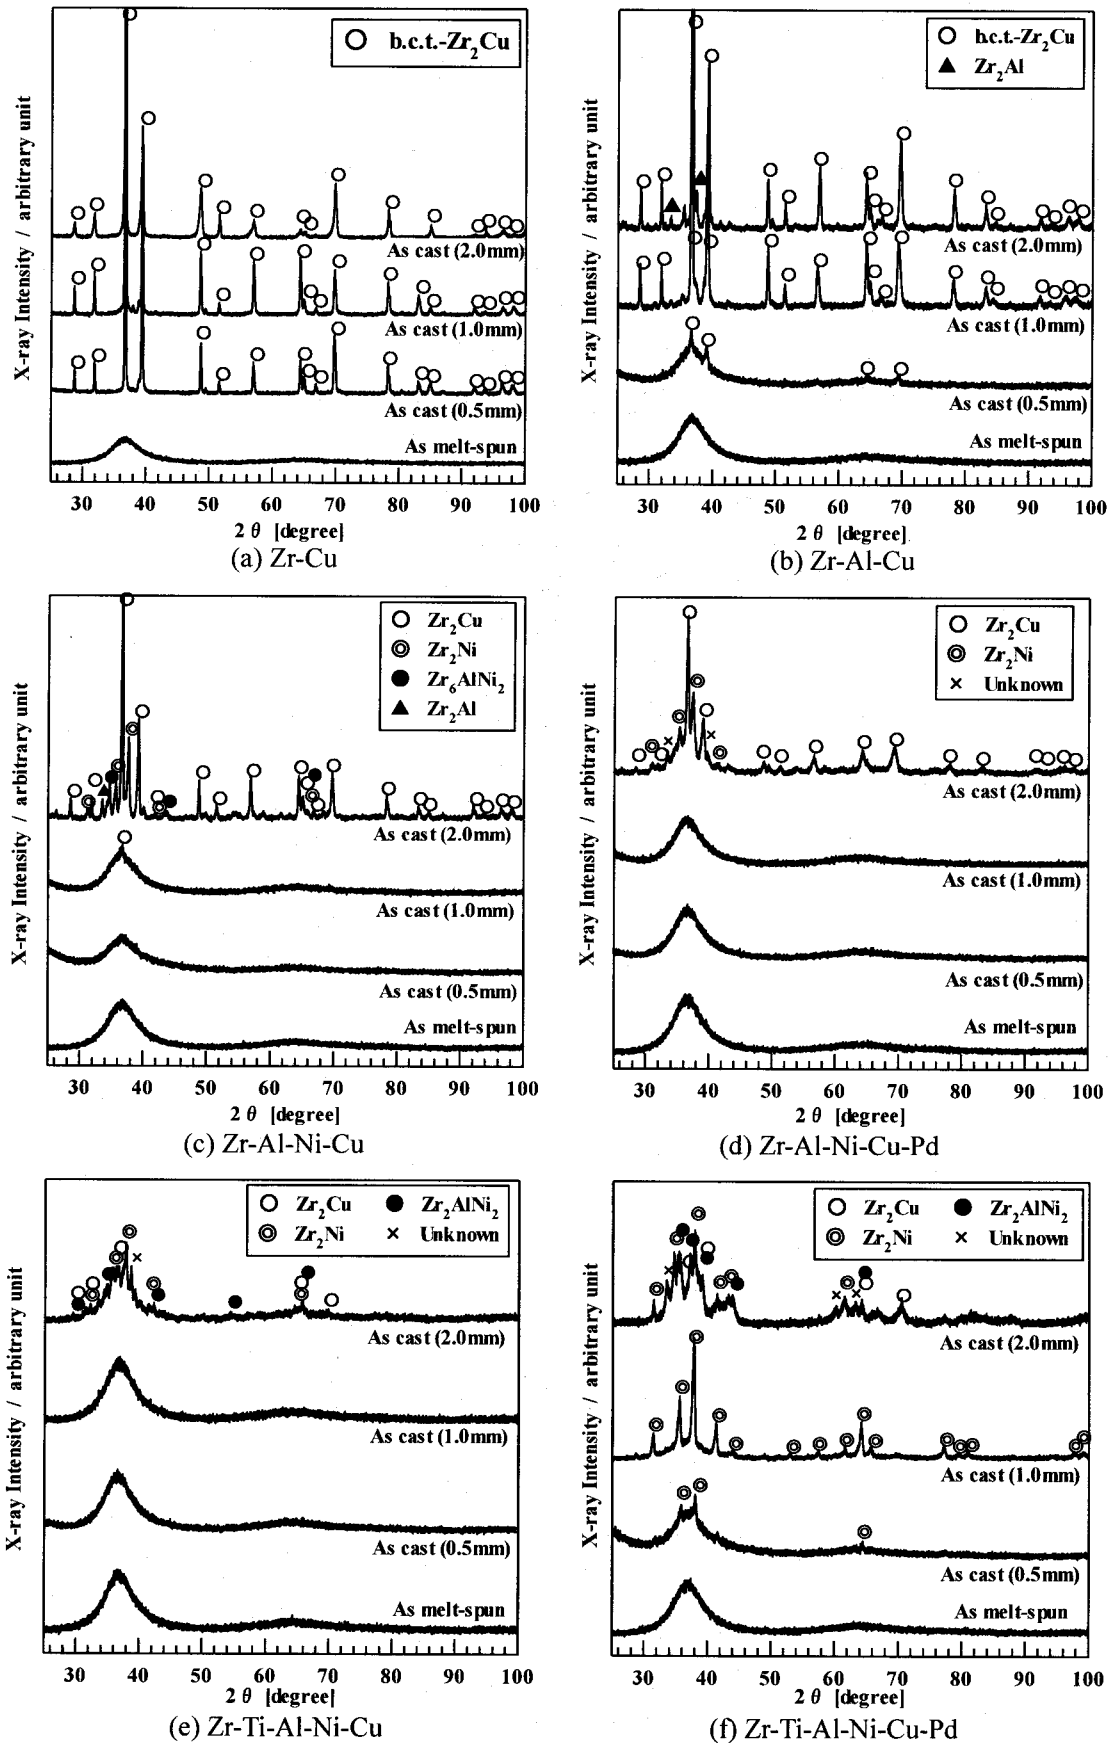 X-ray Intensity / arbitrary unit
b.c.t.-Zr2Cu
As cast (2.0mm)
As cast (1.0mm)
As cast (0.5mm)
As melt-spun
30 40 50 60 70 80 90 100
2 θ [degree]
(a) Zr-Cu
X-ray Intensity / arbitrary unit
b.c.t.-Zr2Cu
Zr2Al
As cast (2.0mm)
As cast (1.0mm)
As cast (0.5mm)
As melt-spun
30 40 50 60 70 80 90 100
2 θ [degree]
(b) Zr-Al-Cu
X-ray Intensity / arbitrary unit
Zr2Cu
Zr2Ni
Zr6AlNi2
Zr2Al
As cast (2.0mm)
As cast (1.0mm)
As cast (0.5mm)
As melt-spun
30 40 50 60 70 80 90 100
2 θ [degree]
(c) Zr-Al-Ni-Cu
X-ray Intensity / arbitrary unit
Zr2Cu
Zr2Ni
× Unknown
As cast (2.0mm)
As cast (1.0mm)
As cast (0.5mm)
As melt-spun
30 40 50 60 70 80 90 100
2 θ [degree]
(d) Zr-Al-Ni-Cu-Pd
X-ray Intensity / arbitrary unit
Zr2Cu Zr2AlNi2
Zr2Ni × Unknown
As cast (2.0mm)
As cast (1.0mm)
As cast (0.5mm)
As melt-spun
30 40 50 60 70 80 90 100
2 θ [degree]
(e) Zr-Ti-Al-Ni-Cu
X-ray Intensity / arbitrary unit
Zr2Cu Zr2AlNi2
Zr2Ni × Unknown
As cast (2.0mm)
As cast (1.0mm)
As cast (0.5mm)
As melt-spun
30 40 50 60 70 80 90 100
2 θ [degree]
(f) Zr-Ti-Al-Ni-Cu-Pd